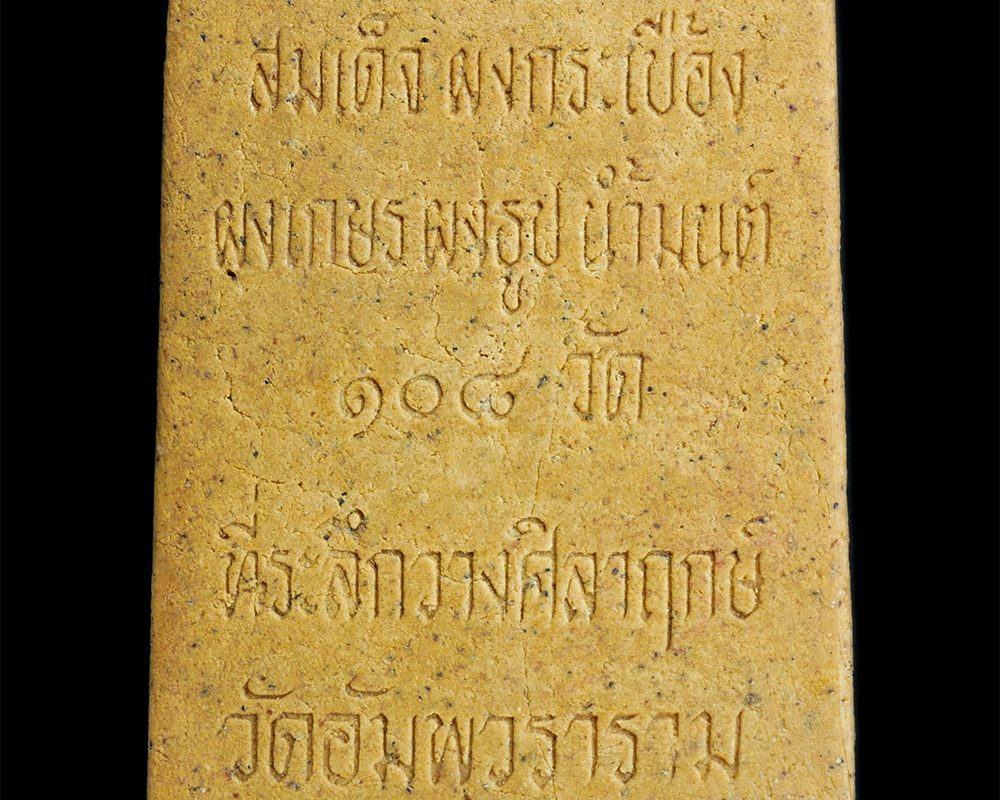 สมเด็จ ผงกระเบื้อง
ผงเกษร ผงธูป น้ำมนต์
๑๐๘ วัด
ที่ระลึกวางศิลาฤกษ์
วัดอัมพวราราม